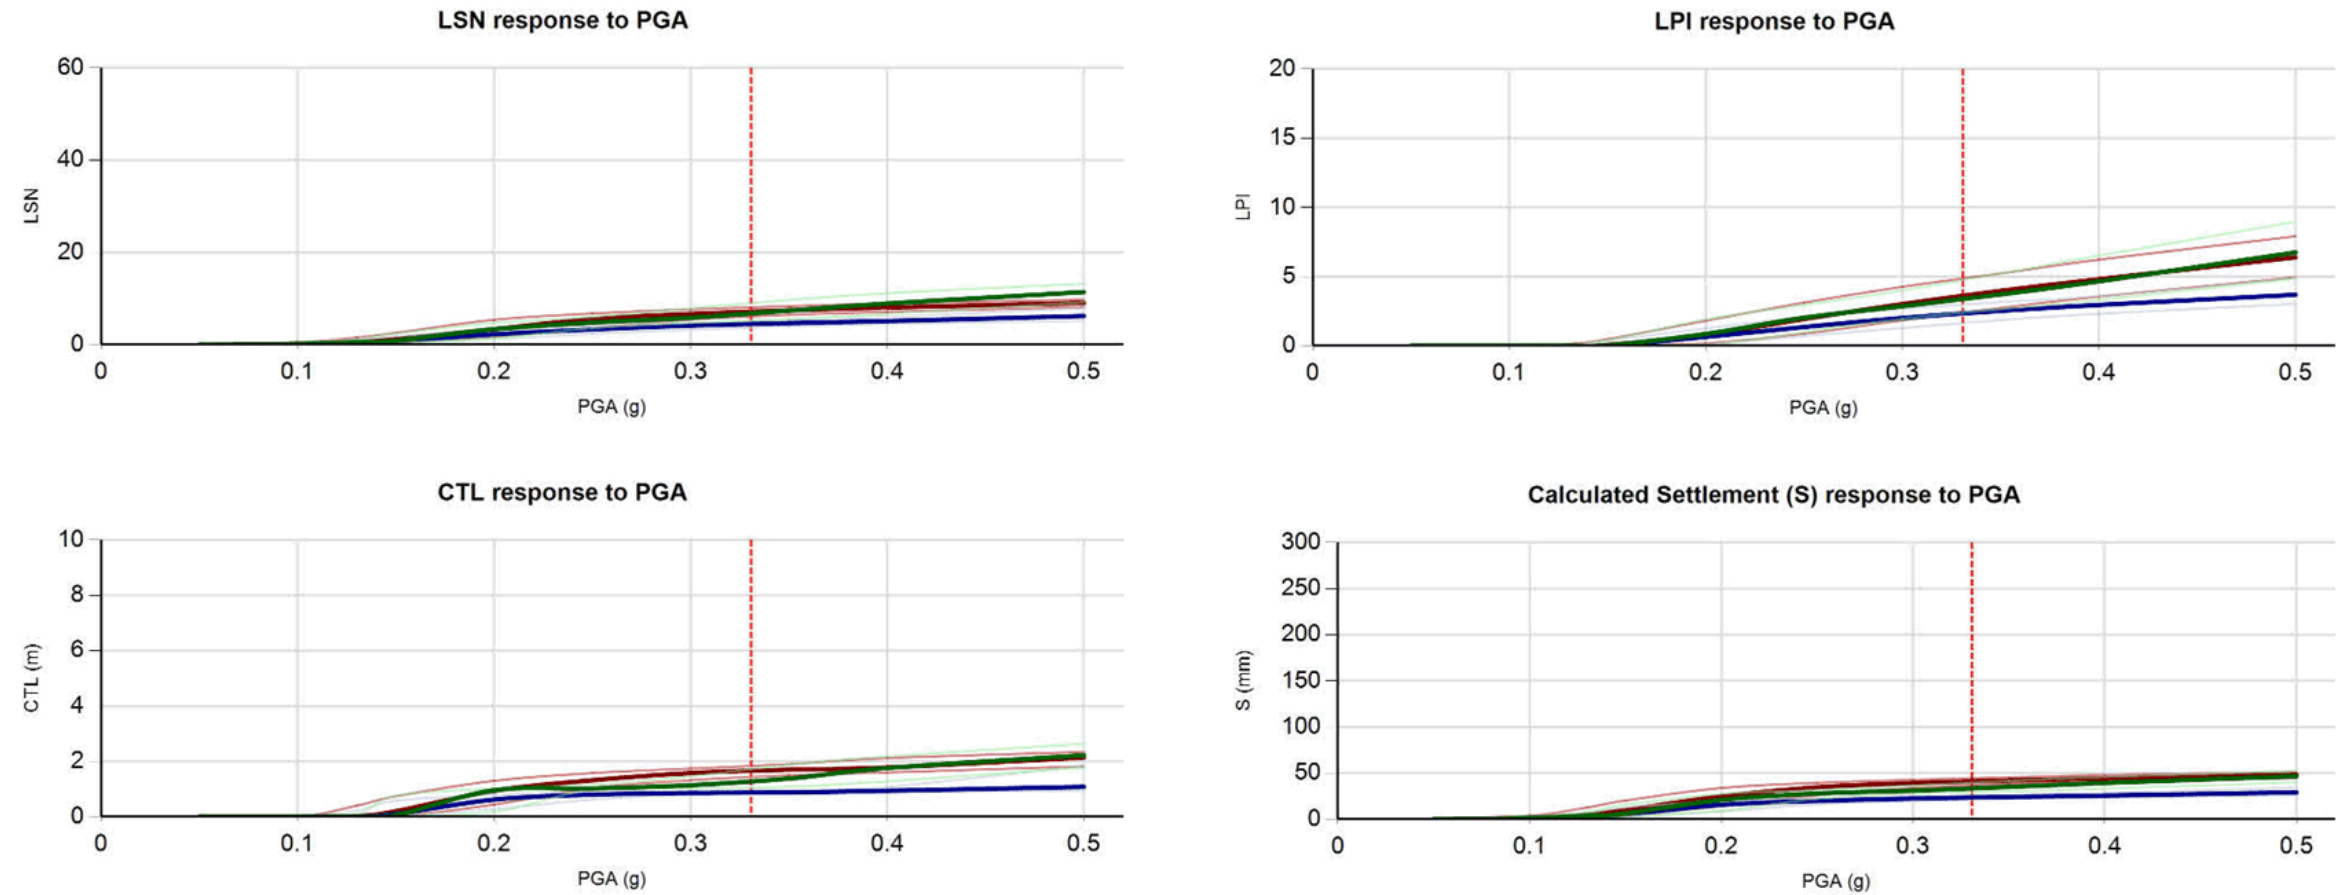 LSN response to PGA
60
40
20
0
LSN
0 0.1 0.2 0.3 0.4 0.5
PGA (g)
LPI response to PGA
20
15
10
5
0
LPI
0 0.1 0.2 0.3 0.4 0.5
PGA (g)
CTL response to PGA
10
8
6
4
2
0
CTL (m)
0 0.1 0.2 0.3 0.4 0.5
PGA (g)
Calculated Settlement (S) response to PGA
300
250
200
150
100
50
0
S (mm)
0 0.1 0.2 0.3 0.4 0.5
PGA (g)